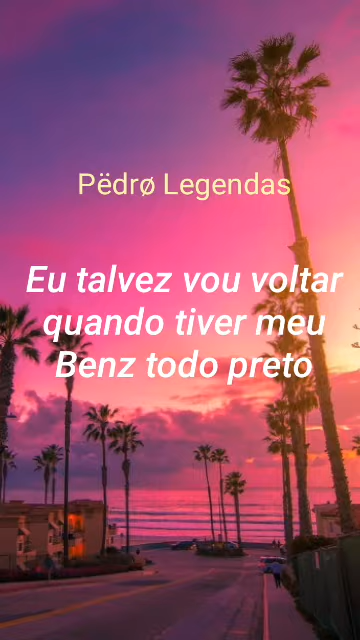 Pëdrø Legendas
Eu talvez vou voltar
quando tiver meu
Benz todo preto